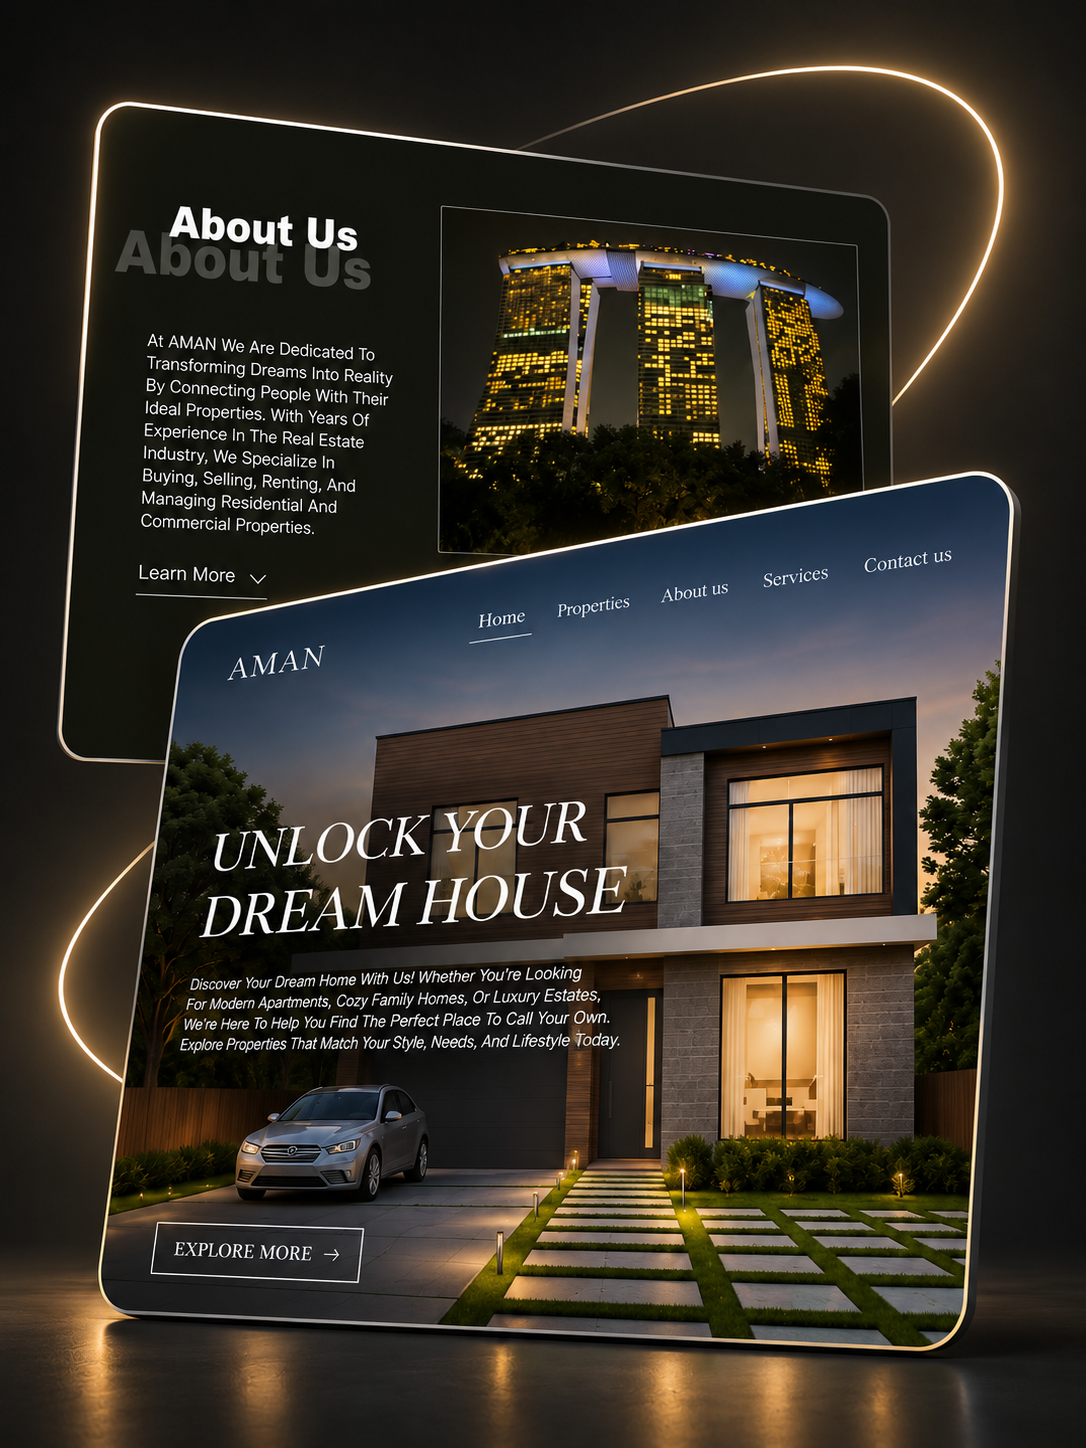 About Us
About Us
At AMAN We Are Dedicated To
Transforming Dreams Into Reality
By Connecting People With Their
Ideal Properties. With Years Of
Experience In The Real Estate
Industry, We Specialize In
Buying, Selling, Renting, And
Managing Residential And
Commercial Properties.
Learn More
AMAN
Home
Properties
About us
Services
Contact us
UNLOCK YOUR
DREAM HOUSE
Discover Your Dream Home With Us! Whether You're Looking
For Modern Apartments, Cozy Family Homes, Or Luxury Estates,
We're Here To Help You Find The Perfect Place To Call Your Own.
Explore Properties That Match Your Style, Needs, And Lifestyle Today.
EXPLORE MORE →